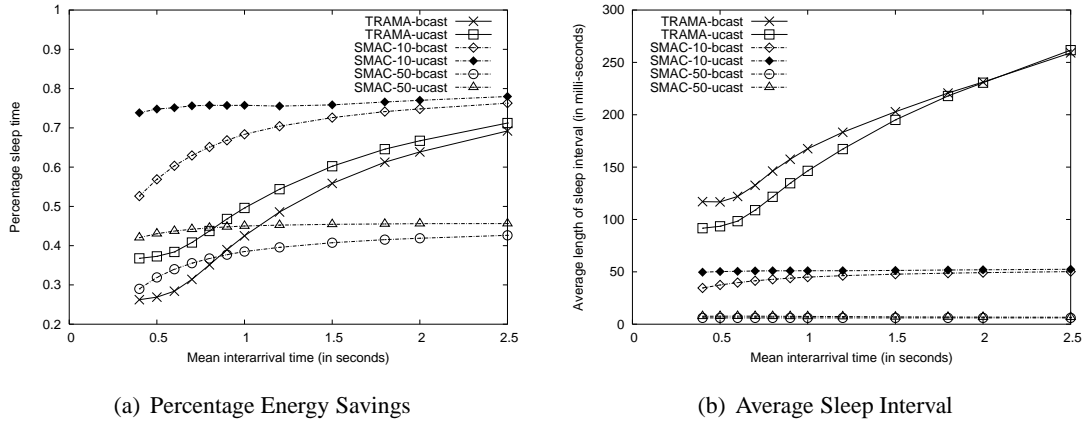 1
0.9
0.8
0.7
0.6
0.5
0.4
0.3
0.2
0
0.5
1
1.5
2
2.5
Percentage sleep time
Mean interarrival time (in seconds)
TRAMA-bcast
TRAMA-ucast
SMAC-10-bcast
SMAC-10-ucast
SMAC-50-bcast
SMAC-50-ucast
(a) Percentage Energy Savings
300
250
200
150
100
50
0
0
0.5
1
1.5
2
2.5
Average length of sleep interval (in milli-seconds)
Mean interarrival time (in seconds)
TRAMA-bcast
TRAMA-ucast
SMAC-10-bcast
SMAC-10-ucast
SMAC-50-bcast
SMAC-50-ucast
(b) Average Sleep Interval